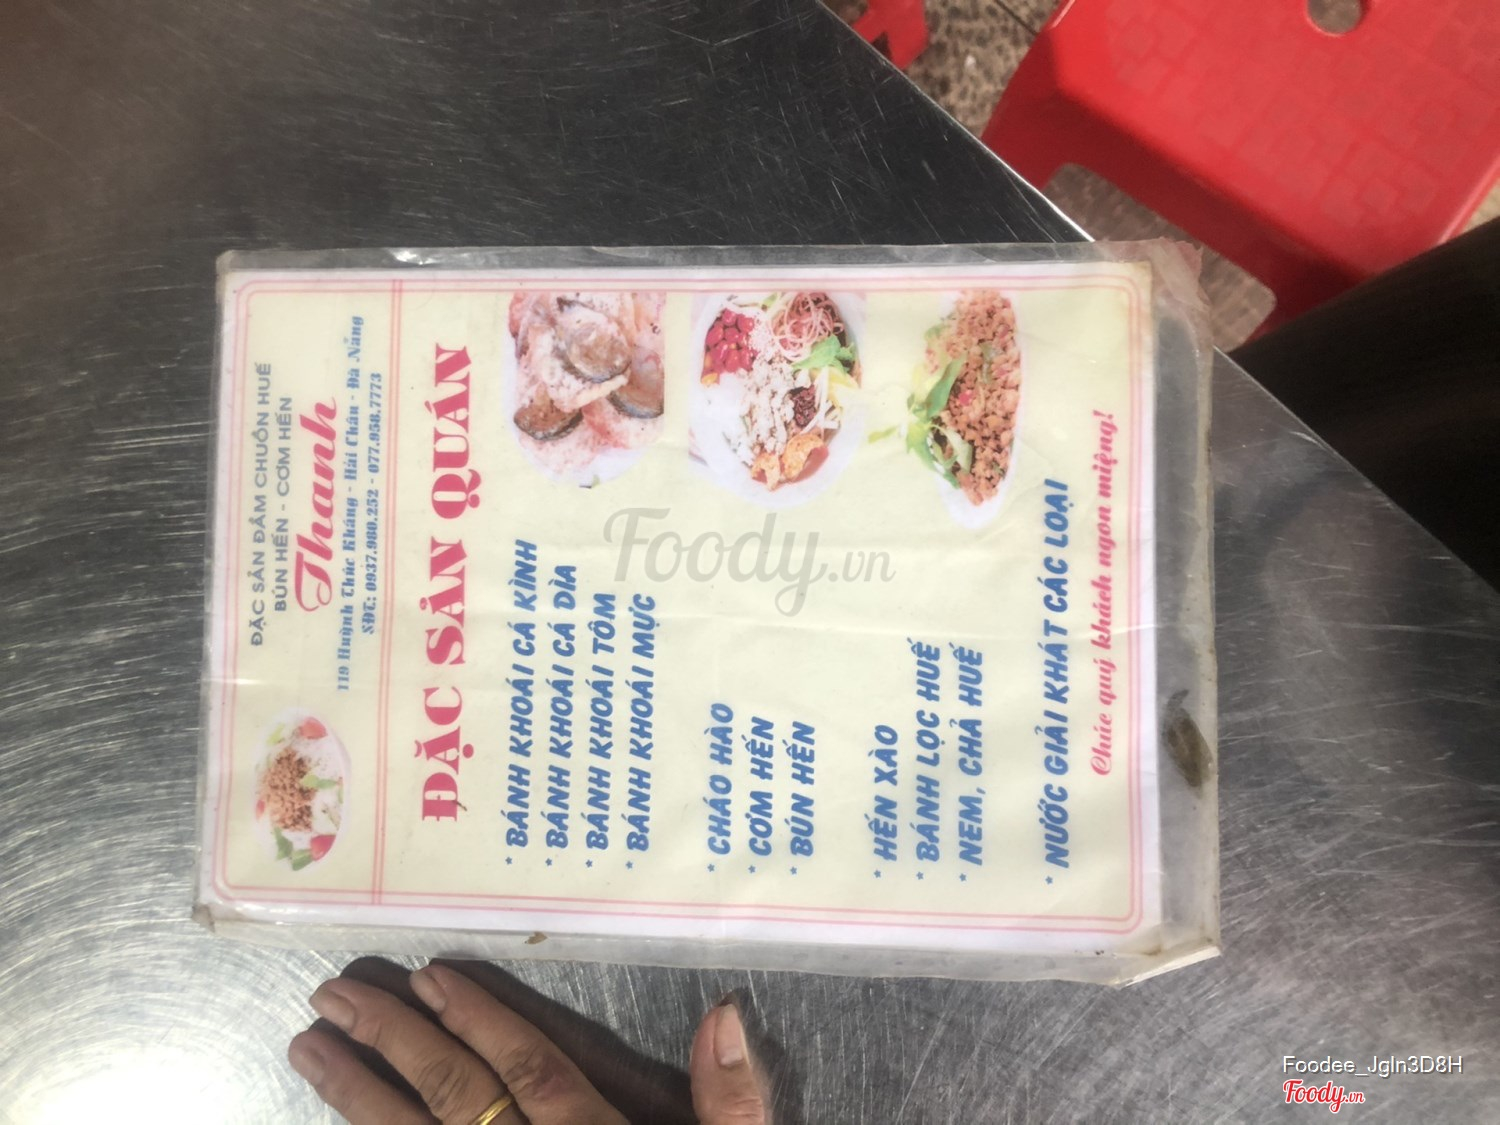 ĐẶC SẢN ĐẦM CHUỒN HUẾ
BÚN HẾN - CƠM HẾN
Thanh
119 Huỳnh Thúc Kháng - Hải Châu - Đà Nẵng
SĐT: 0937.980.252 - 077.958.7773
ĐẶC SẢN QUÁN
* BÁNH KHOÁI CÁ KÌNH
* BÁNH KHOÁI CÁ DÌA
* BÁNH KHOÁI TÔM
* BÁNH KHOÁI MỰC
* CHÁO HÀO
* CƠM HẾN
* BÚN HẾN
* HẾN XÀO
* BÁNH LỌC HUẾ
* NEM, CHẢ HUẾ
* NƯỚC GIẢI KHÁT CÁC LOẠI
Chúc quý khách ngon miệng!
Foody.vn
Foodee_Jgln3D8H
Foody.vn